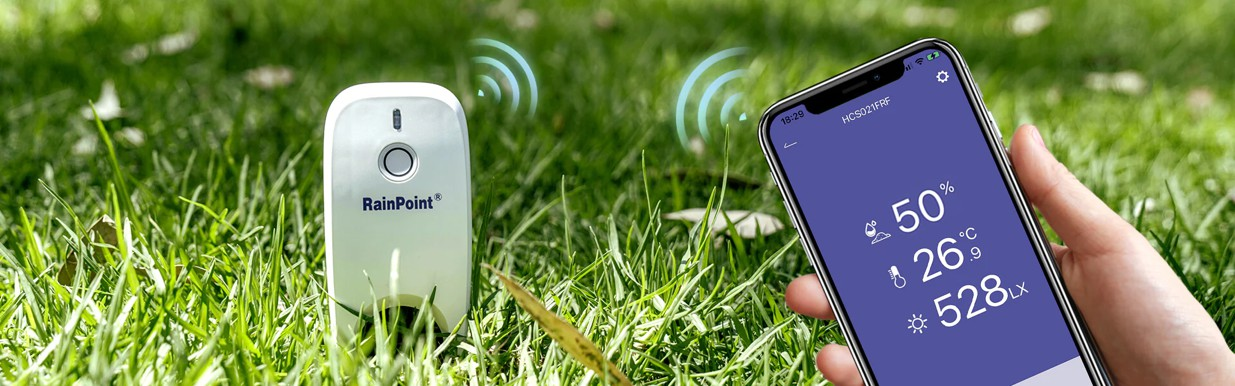 RainPoint®
18:29
HCS021FRF
50%
26.9°C
528LX